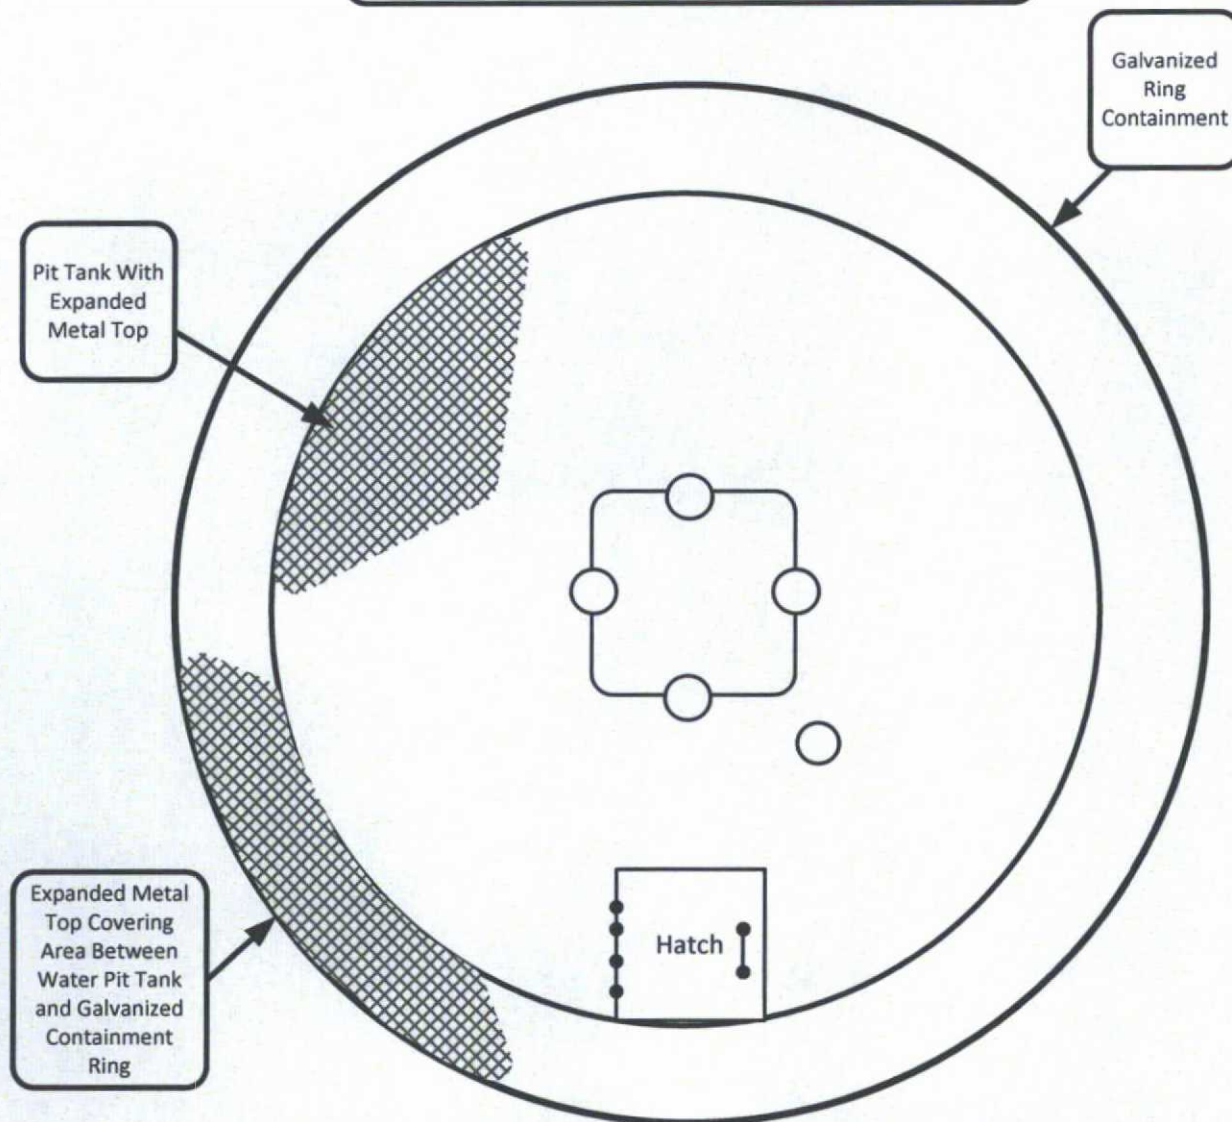 Galvanized
Ring
Containment
Pit Tank With
Expanded
Metal Top
Expanded Metal
Top Covering
Area Between
Water Pit Tank
and Galvanized
Containment
Ring
Hatch